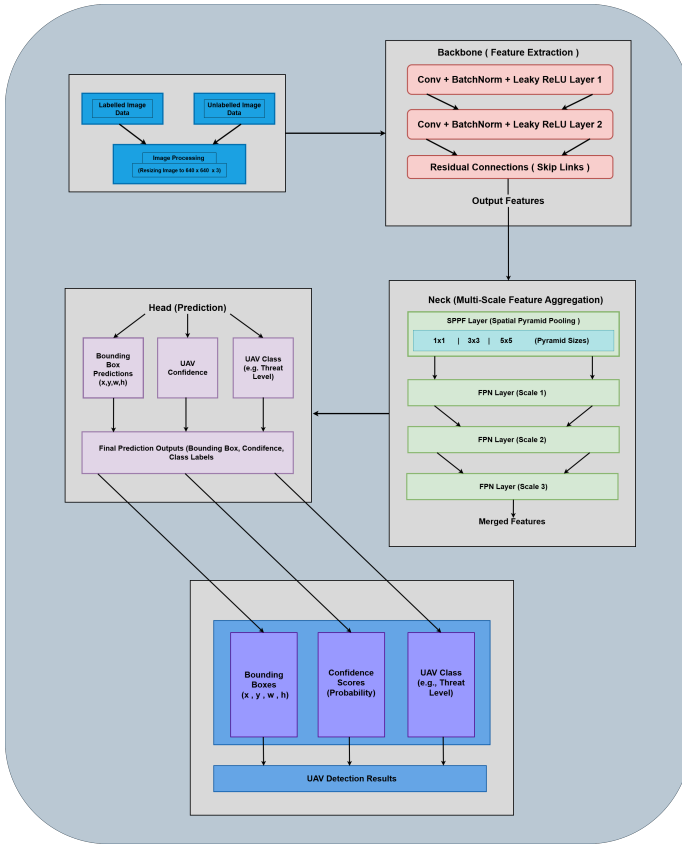 Labelled Image
Data
Unlabelled Image
Data
Image Processing
(Resizing Image to 640 x 640 x 3)
Backbone ( Feature Extraction )
Conv + BatchNorm + Leaky ReLU Layer 1
Conv + BatchNorm + Leaky ReLU Layer 2
Residual Connections ( Skip Links )
Output Features
Neck (Multi-Scale Feature Aggregation)
SPPF Layer (Spatial Pyramid Pooling )
1x1 | 3x3 | 5x5 (Pyramid Sizes)
FPN Layer (Scale 1)
FPN Layer (Scale 2)
FPN Layer (Scale 3)
Merged Features
Head (Prediction)
Bounding
Box
Predictions
(x,y,w,h)
UAV
Confidence
UAV Class
(e.g. Threat
Level)
Final Prediction Outputs (Bounding Box, Condifence,
Class Labels
Bounding
Boxes
(x , y , w , h)
Confidence
Scores
(Probability)
UAV Class
(e.g., Threat
Level)
UAV Detection Results